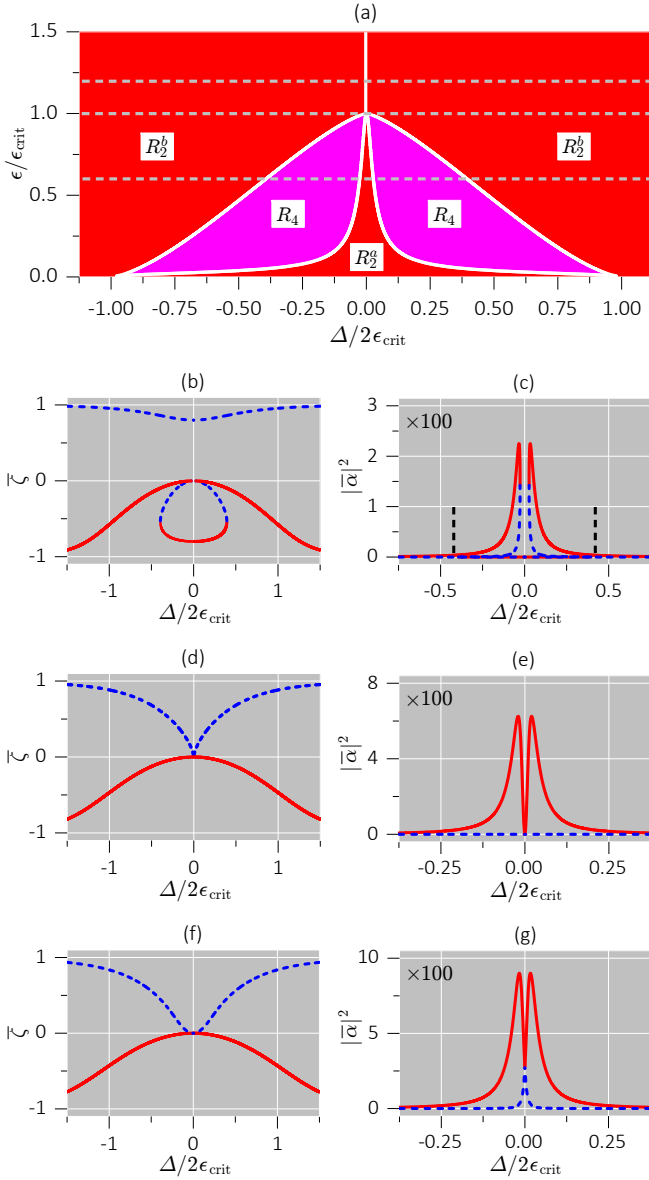 (a)
ϵ/ϵcrit
1.5
1.0
0.5
0.0
R₂ᵇ
R₂ᵇ
R₄
R₄
R₂ᵃ
-1.00 -0.75 -0.50 -0.25 0.00 0.25 0.50 0.75 1.00
Δ/2ϵcrit
(b)
ζ̅
1
0
-1
-1 0 1
Δ/2ϵcrit
(c)
×100
|α̅|²
3
2
1
0
-0.5 0.0 0.5
Δ/2ϵcrit
(d)
ζ̅
1
0
-1
-1 0 1
Δ/2ϵcrit
(e)
×100
|α̅|²
8
4
0
-0.25 0.00 0.25
Δ/2ϵcrit
(f)
ζ̅
1
0
-1
-1 0 1
Δ/2ϵcrit
(g)
×100
|α̅|²
10
5
0
-0.25 0.00 0.25
Δ/2ϵcrit